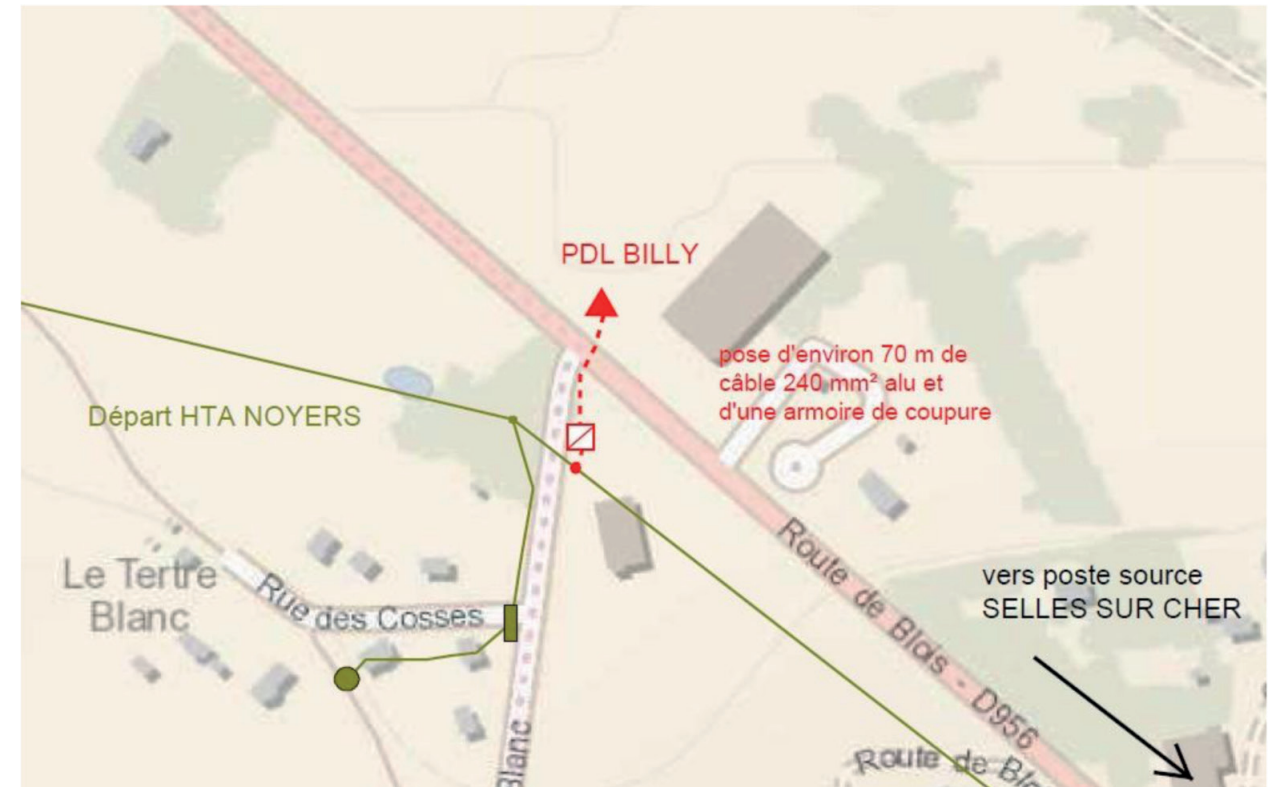 PDL BILLY
pose d'environ 70 m de
câble 240 mm² alu et
d'une armoire de coupure
Départ HTA NOYERS
Le Tertre
Blanc
Rue des Cosses
Route de Blois - D956
vers poste source
SELLES SUR CHER
Blanc
Route de Blo